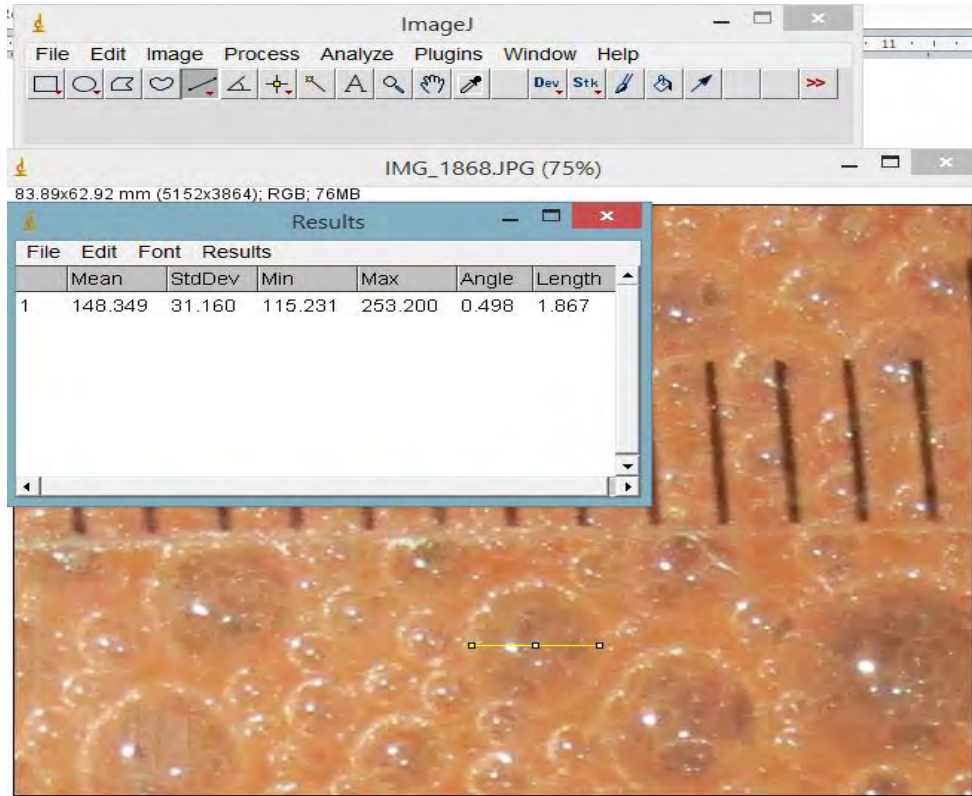 ImageJ
11
File Edit Image Process Analyze Plugins Window Help
A Dev Stk >>
IMG_1868.JPG (75%)
83.89x62.92 mm (5152x3864); RGB; 76MB
Results
File Edit Font Results
Mean StdDev Min Max Angle Length
1 148.349 31.160 115.231 253.200 0.498 1.867